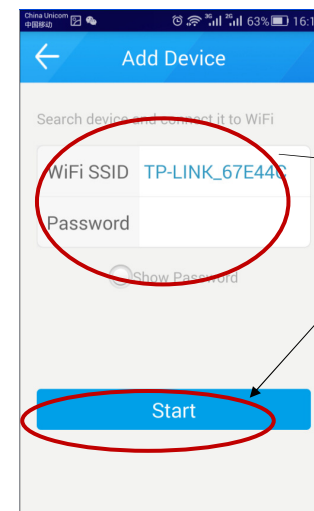 China Unicom
中国移动
3G 2G 63% 16:1
Add Device
Search device and connect it to WiFi
WiFi SSID TP-LINK_67E44C
Password
Show Password
Start